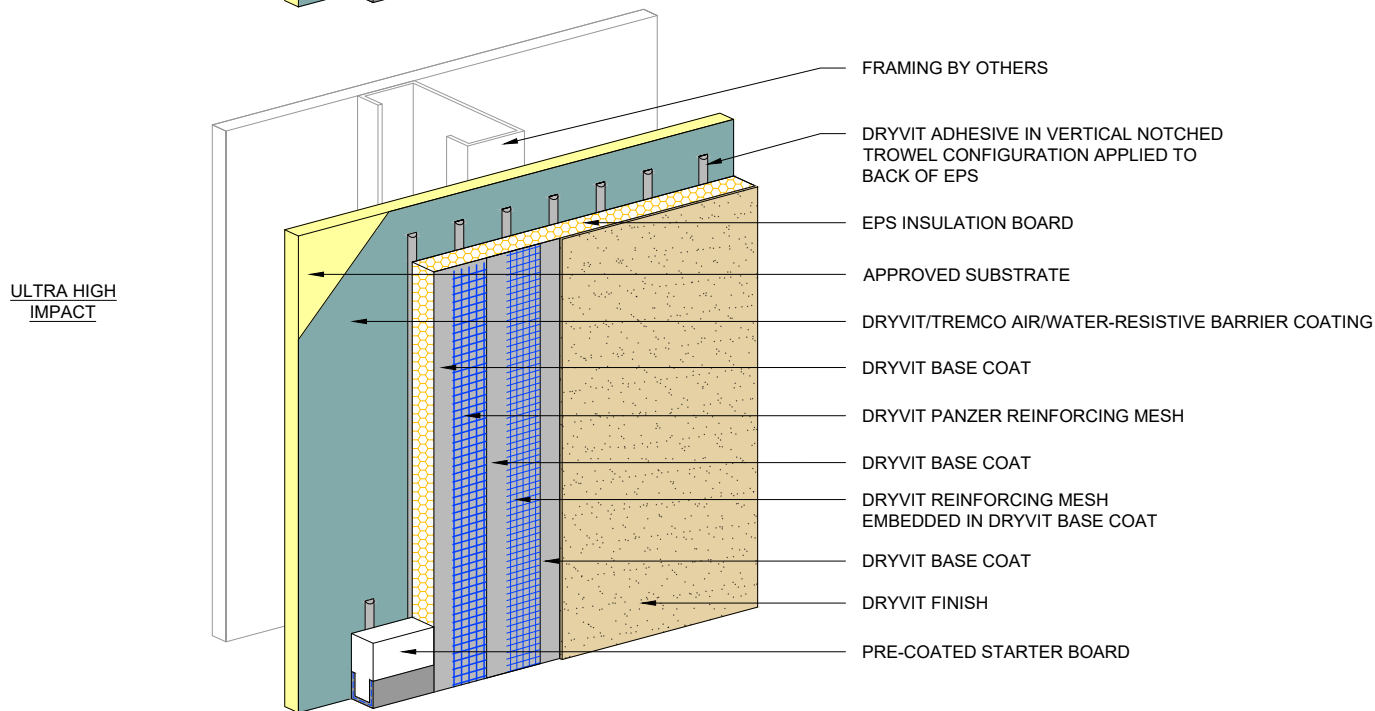 ULTRA HIGH
IMPACT
FRAMING BY OTHERS
DRYVIT ADHESIVE IN VERTICAL NOTCHED
TROWEL CONFIGURATION APPLIED TO
BACK OF EPS
EPS INSULATION BOARD
APPROVED SUBSTRATE
DRYVIT/TREMCO AIR/WATER-RESISTIVE BARRIER COATING
DRYVIT BASE COAT
DRYVIT PANZER REINFORCING MESH
DRYVIT BASE COAT
DRYVIT REINFORCING MESH
EMBEDDED IN DRYVIT BASE COAT
DRYVIT BASE COAT
DRYVIT FINISH
PRE-COATED STARTER BOARD